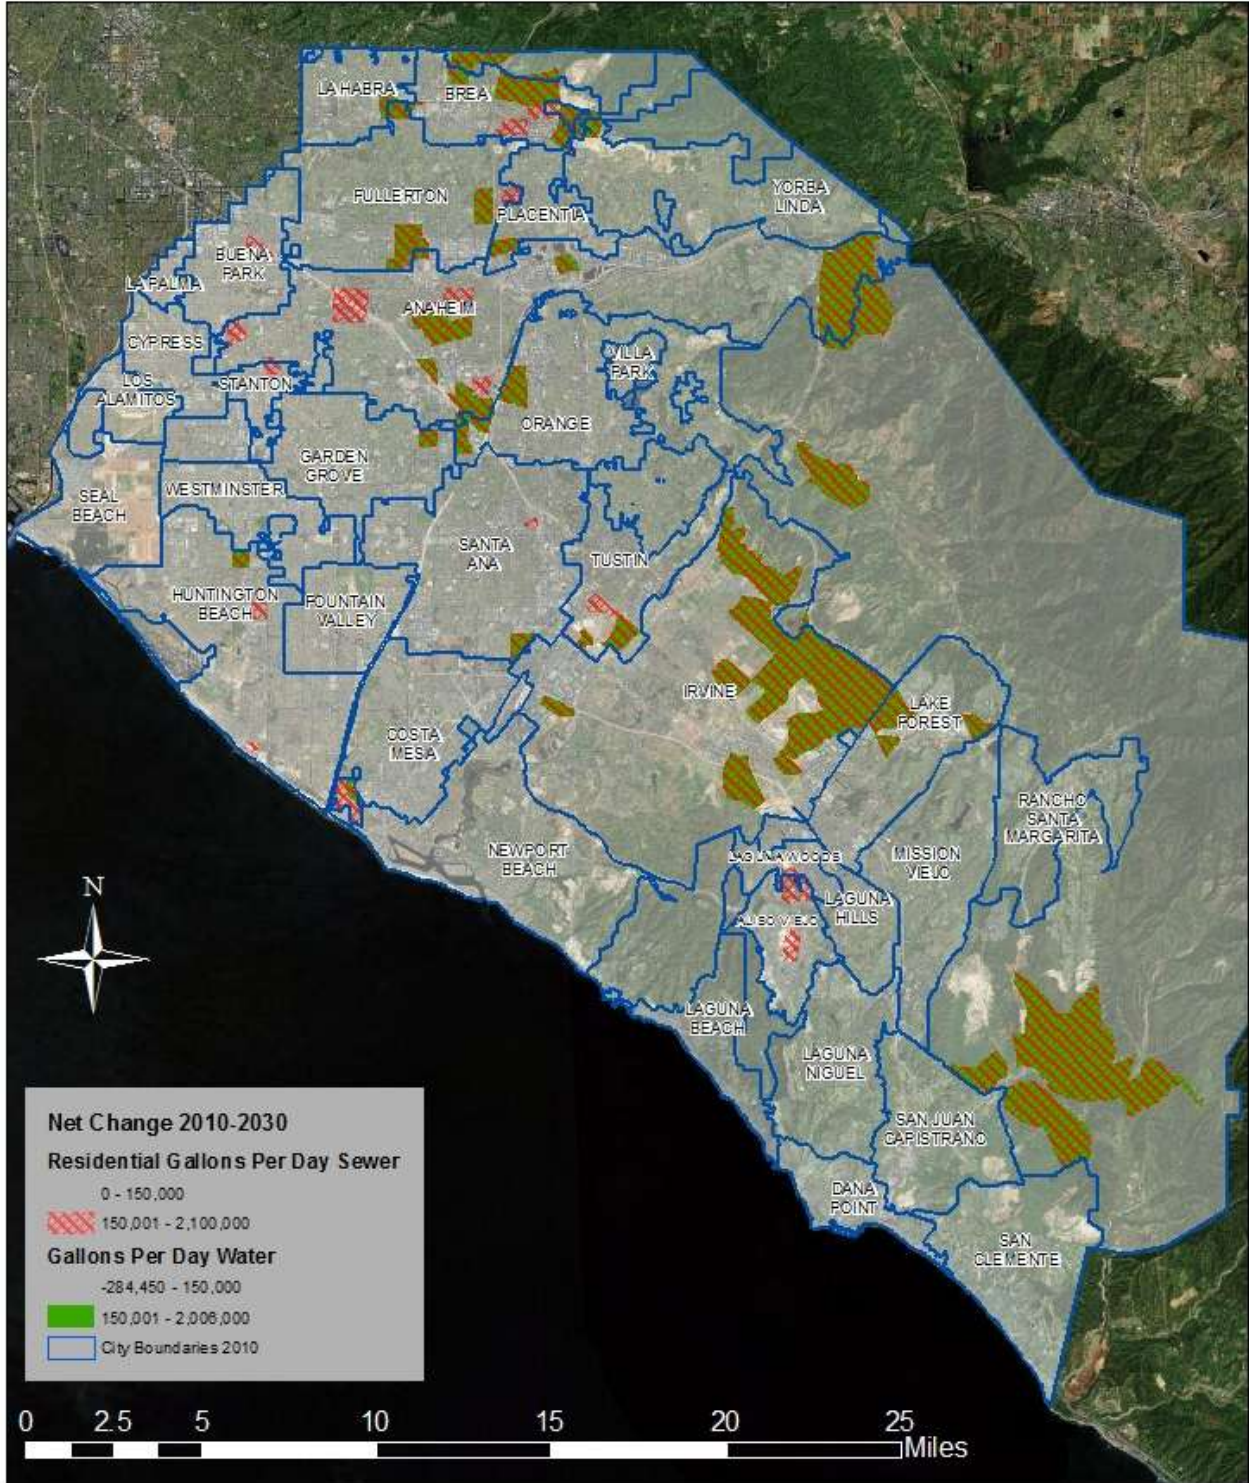 LA HABRA
BREA
FULLERTON
PLACENTIA
YORBA
LINDA
BUENA
PARK
LA PALMA
ANAHEIM
CYPRESS
VILLA
PARK
LOS
ALAMITOS
STANTON
ORANGE
GARDEN
GROVE
WESTMINSTER
SEAL
BEACH
SANTA
ANA
TUSTIN
HUNTINGTON
BEACH
FOUNTAIN
VALLEY
IRVINE
LAKE
FOREST
COSTA
MESA
RANCHO
SANTA
MARGARITA
NEWPORT
BEACH
LAGUNA WOODS
MISSION
VIEJO
LAGUNA
HILLS
ALISO VIEJO
N
LAGUNA
BEACH
LAGUNA
NIGUEL
SAN JUAN
CAPISTRANO
DANA
POINT
SAN
CLEMENTE
Net Change 2010-2030
Residential Gallons Per Day Sewer
0 - 150,000
150,001 - 2,100,000
Gallons Per Day Water
-284,450 - 150,000
150,001 - 2,006,000
City Boundaries 2010
0 2.5 5 10 15 20 25
Miles